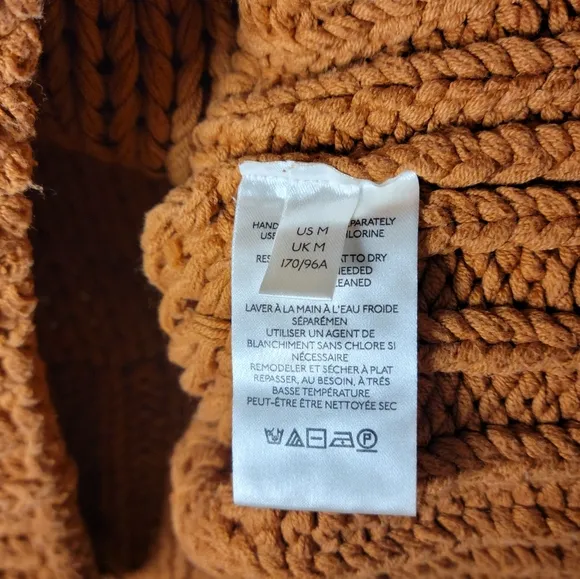 US M
UK M
170/96A
HAND
PARATELY
USE
HLORINE
RES
AT TO DRY
NEEDED
LEANED
LAVER À LA MAIN À L'EAU FROIDE
SÉPARÉMEN
UTILISER UN AGENT DE
BLANCHIMENT SANS CHLORE SI
NÉCESSAIRE
REMODELER ET SÉCHER À PLAT
REPASSER, AU BESOIN, À TRÉS
BASSE TEMPÉRATURE
PEUT-ÊTRE ÊTRE NETTOYÉE SEC
P